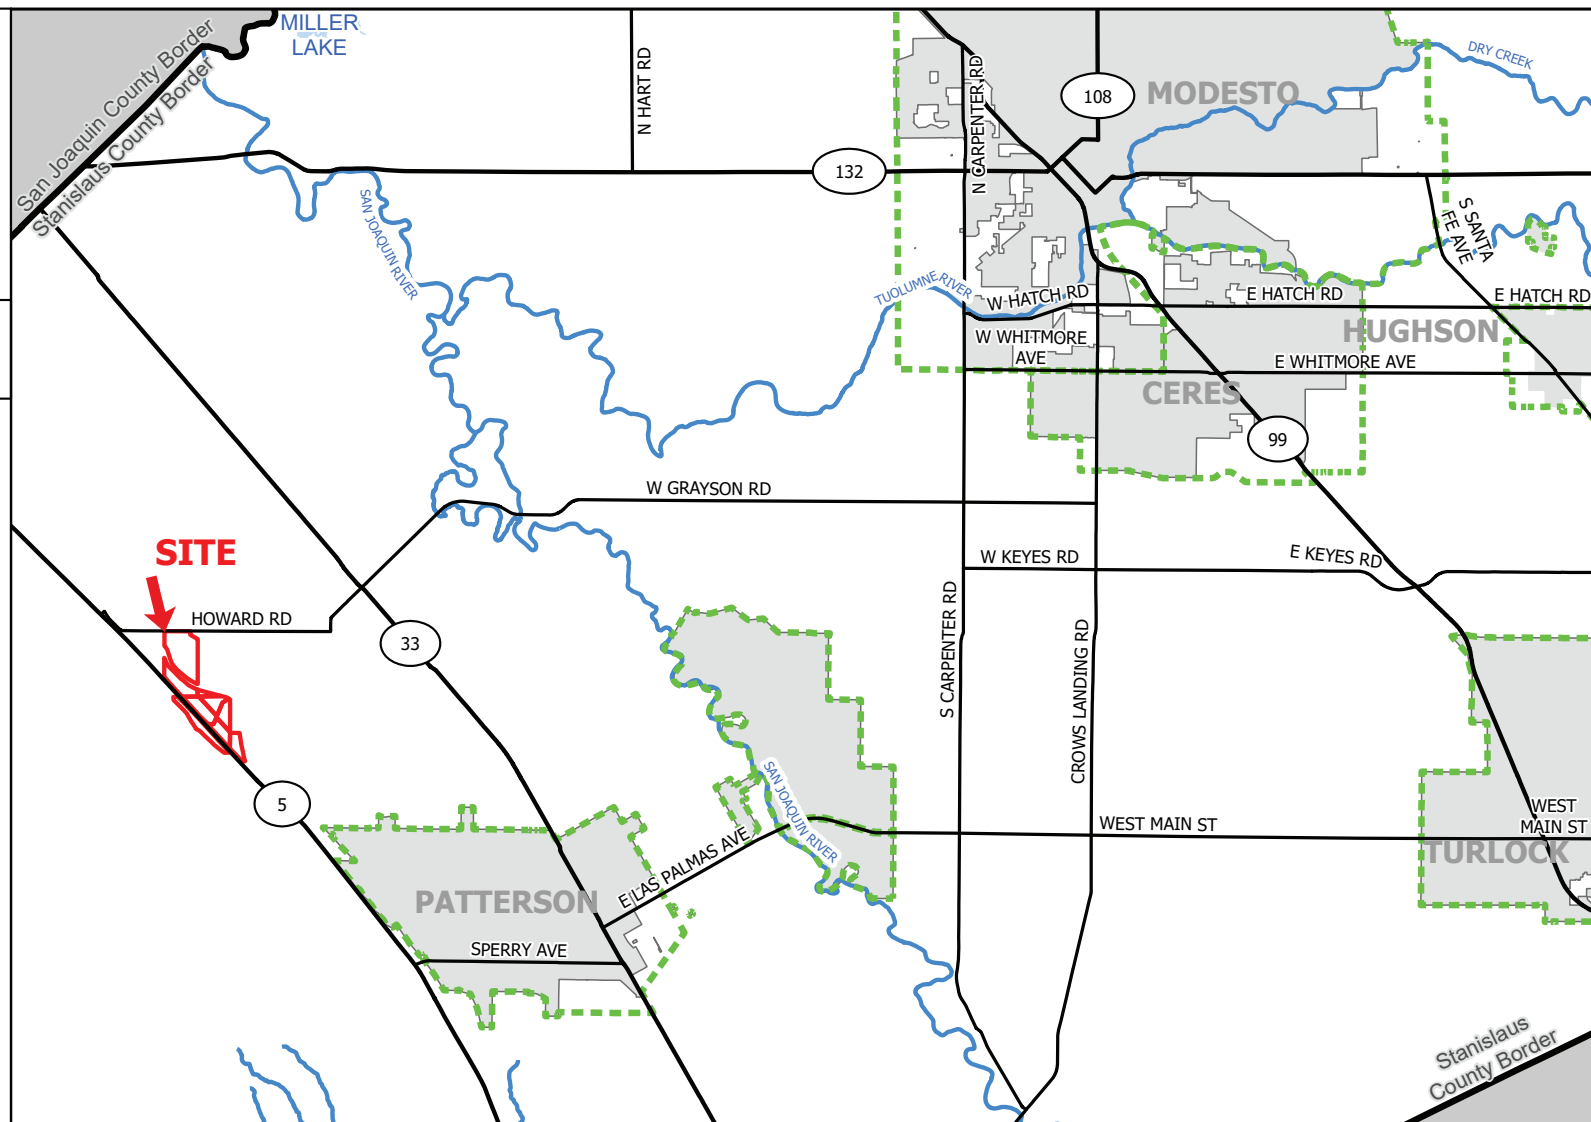 MILLER
LAKE
San Joaquin County Border
Stanislaus County Border
N HART RD
N CARPENTER RD
108
MODESTO
DRY CREEK
132
SAN JOAQUIN RIVER
S SANTA
FE AVE
TUOLUMNE RIVER
W HATCH RD
E HATCH RD
E HATCH RD
HUGHSON
W WHITMORE
AVE
E WHITMORE AVE
CERES
99
W GRAYSON RD
W KEYES RD
E KEYES RD
SITE
HOWARD RD
33
S CARPENTER RD
CROWS LANDING RD
5
SAN JOAQUIN RIVER
WEST MAIN ST
WEST
MAIN ST
TURLOCK
E LAS PALMAS AVE
PATTERSON
SPERRY AVE
Stanislaus
County Border